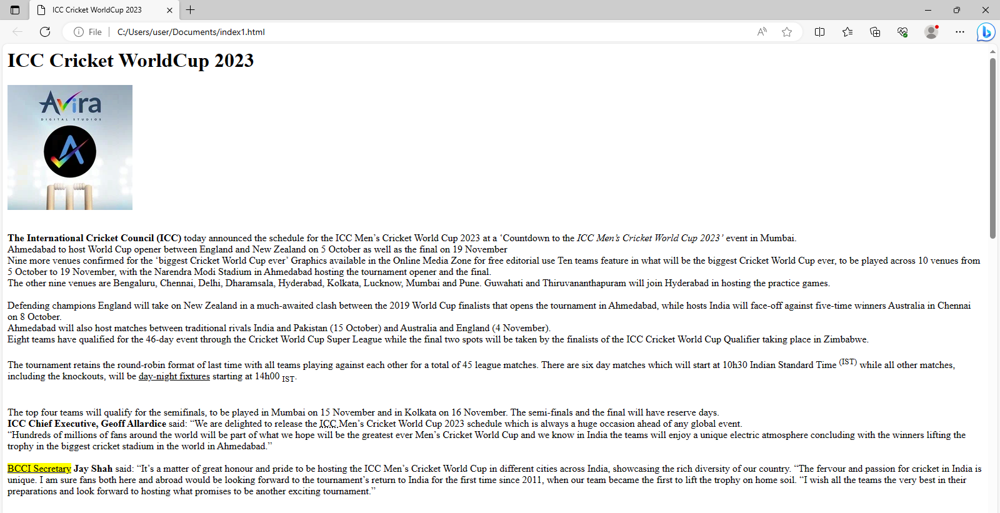 ICC Cricket WorldCup 2023
File
C:/Users/user/Documents/index1.html
ICC Cricket WorldCup 2023
Avira
DIGITAL STUDIOS
The International Cricket Council (ICC) today announced the schedule for the ICC Men’s Cricket World Cup 2023 at a ‘Countdown to the ICC Men’s Cricket World Cup 2023’ event in Mumbai.
Ahmedabad to host World Cup opener between England and New Zealand on 5 October as well as the final on 19 November
Nine more venues confirmed for the ‘biggest Cricket World Cup ever’ Graphics available in the Online Media Zone for free editorial use Ten teams feature in what will be the biggest Cricket World Cup ever, to be played across 10 venues from
5 October to 19 November, with the Narendra Modi Stadium in Ahmedabad hosting the tournament opener and the final.
The other nine venues are Bengaluru, Chennai, Delhi, Dharamsala, Hyderabad, Kolkata, Lucknow, Mumbai and Pune. Guwahati and Thiruvananthapuram will join Hyderabad in hosting the practice games.
Defending champions England will take on New Zealand in a much-awaited clash between the 2019 World Cup finalists that opens the tournament in Ahmedabad, while hosts India will face-off against five-time winners Australia in Chennai
on 8 October.
Ahmedabad will also host matches between traditional rivals India and Pakistan (15 October) and Australia and England (4 November).
Eight teams have qualified for the 46-day event through the Cricket World Cup Super League while the final two spots will be taken by the finalists of the ICC Cricket World Cup Qualifier taking place in Zimbabwe.
The tournament retains the round-robin format of last time with all teams playing against each other for a total of 45 league matches. There are six day matches which will start at 10h30 Indian Standard Time (IST) while all other matches,
including the knockouts, will be day-night fixtures starting at 14h00 IST.
The top four teams will qualify for the semifinals, to be played in Mumbai on 15 November and in Kolkata on 16 November. The semi-finals and the final will have reserve days.
ICC Chief Executive, Geoff Allardice said: “We are delighted to release the ICC Men’s Cricket World Cup 2023 schedule which is always a huge occasion ahead of any global event.
“Hundreds of millions of fans around the world will be part of what we hope will be the greatest ever Men’s Cricket World Cup and we know in India the teams will enjoy a unique electric atmosphere concluding with the winners lifting the
trophy in the biggest cricket stadium in the world in Ahmedabad.”
BCCI Secretary Jay Shah said: “It’s a matter of great honour and pride to be hosting the ICC Men’s Cricket World Cup in different cities across India, showcasing the rich diversity of our country. “The fervour and passion for cricket in India is
unique. I am sure fans both here and abroad would be looking forward to the tournament’s return to India for the first time since 2011, when our team became the first to lift the trophy on home soil. “I wish all the teams the very best in their
preparations and look forward to hosting what promises to be another exciting tournament.”